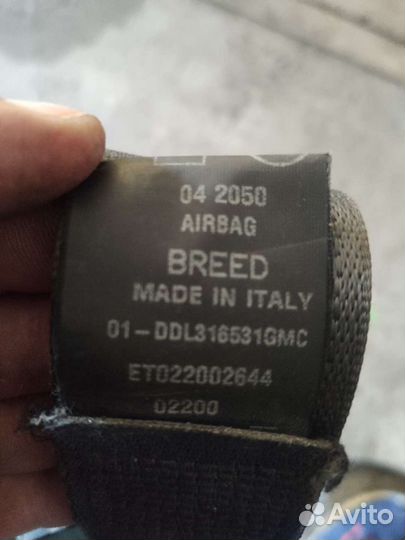 04 2050
AIRBAG
BREED
MADE IN ITALY
01-DDL316531GMC
ET022002644
02200
Avito